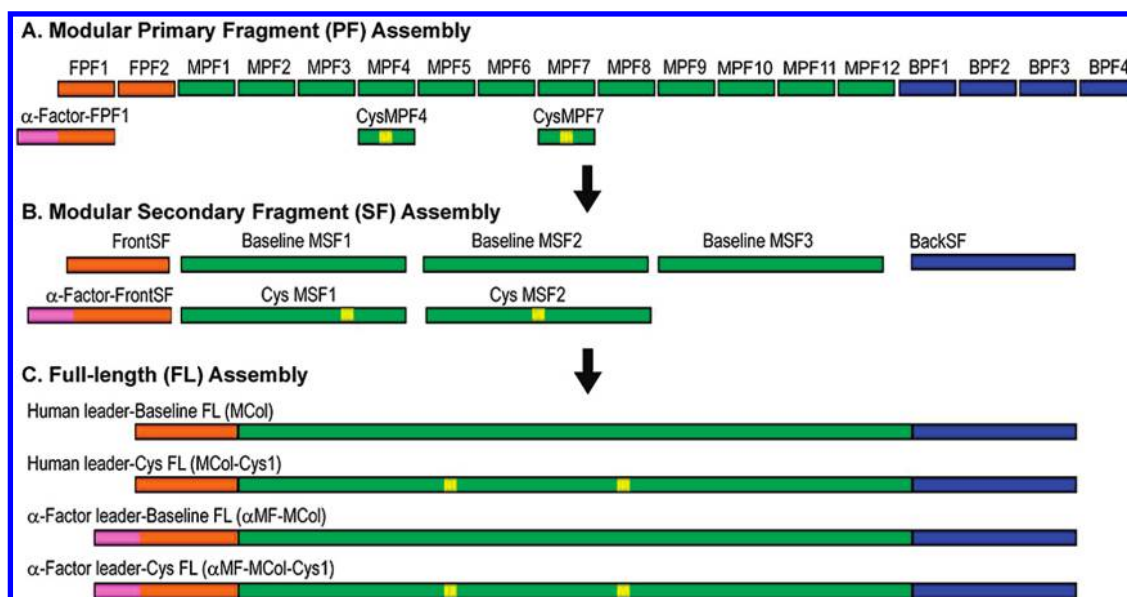 A. Modular Primary Fragment (PF) Assembly
FPF1 FPF2 MPF1 MPF2 MPF3 MPF4 MPF5 MPF6 MPF7 MPF8 MPF9 MPF10 MPF11 MPF12 BPF1 BPF2 BPF3 BPF4
α-Factor-FPF1 CysMPF4 CysMPF7
B. Modular Secondary Fragment (SF) Assembly
FrontSF Baseline MSF1 Baseline MSF2 Baseline MSF3 BackSF
α-Factor-FrontSF Cys MSF1 Cys MSF2
C. Full-length (FL) Assembly
Human leader-Baseline FL (MCol)
Human leader-Cys FL (MCol-Cys1)
α-Factor leader-Baseline FL (αMF-MCol)
α-Factor leader-Cys FL (αMF-MCol-Cys1)